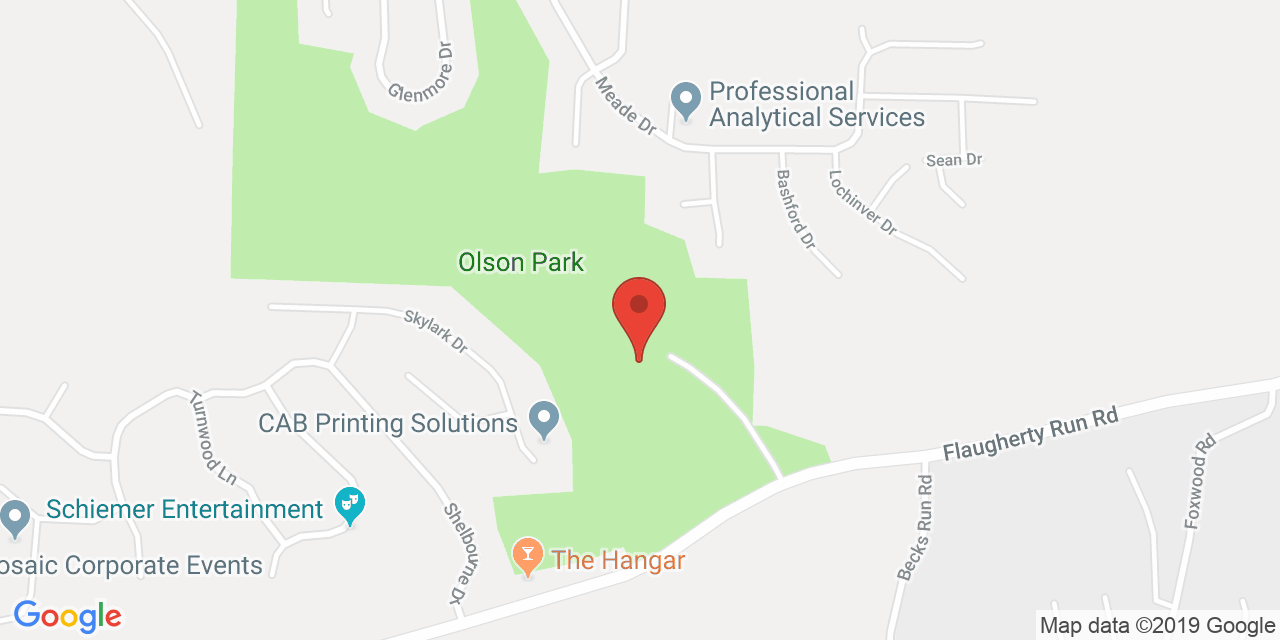 Glenmore Dr
Meade Dr
Professional
Analytical Services
Sean Dr
Bashford Dr
Lochinver Dr
Olson Park
Skylark Dr
CAB Printing Solutions
Turnwood Ln
Flaugherty Run Rd
Foxwood Rd
Becks Run Rd
Schiemer Entertainment
Shelbourne Dr
The Hangar
osaic Corporate Events
Google
Map data ©2019 Google